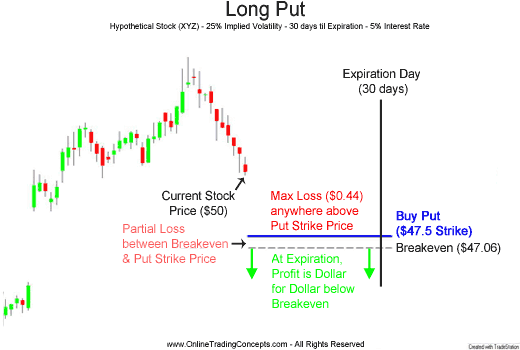 Long Put
Hypothetical Stock (XYZ) - 25% Implied Volatility - 30 days til Expiration - 5% Interest Rate
Expiration Day
(30 days)
Current Stock
Price ($50)
Max Loss ($0.44)
anywhere above
Put Strike Price
Buy Put
($47.5 Strike)
Partial Loss
between Breakeven
& Put Strike Price
Breakeven ($47.06)
At Expiration,
Profit is Dollar
for Dollar below
Breakeven
www.OnlineTradingConcepts.com - All Rights Reserved
Created with TradeStation